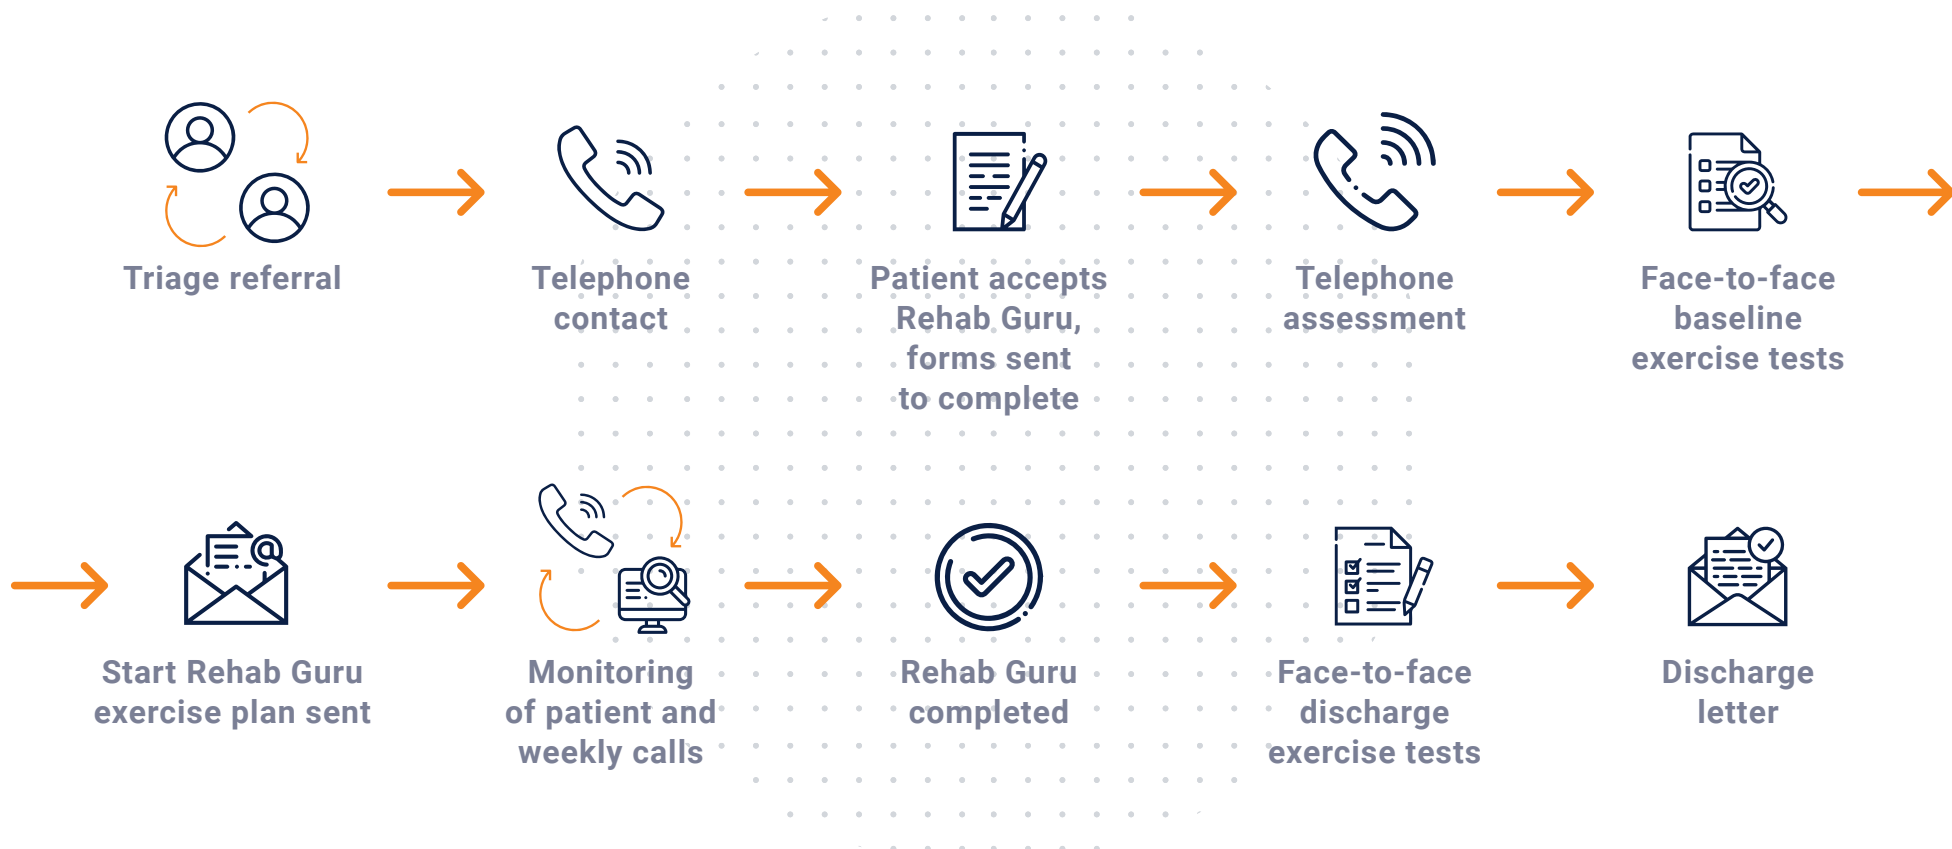 Triage referral
Telephone
contact
Patient accepts
Rehab Guru,
forms sent
to complete
Telephone
assessment
Face-to-face
baseline
exercise tests
Start Rehab Guru
exercise plan sent
Monitoring
of patient and
weekly calls
Rehab Guru
completed
Face-to-face
discharge
exercise tests
Discharge
letter